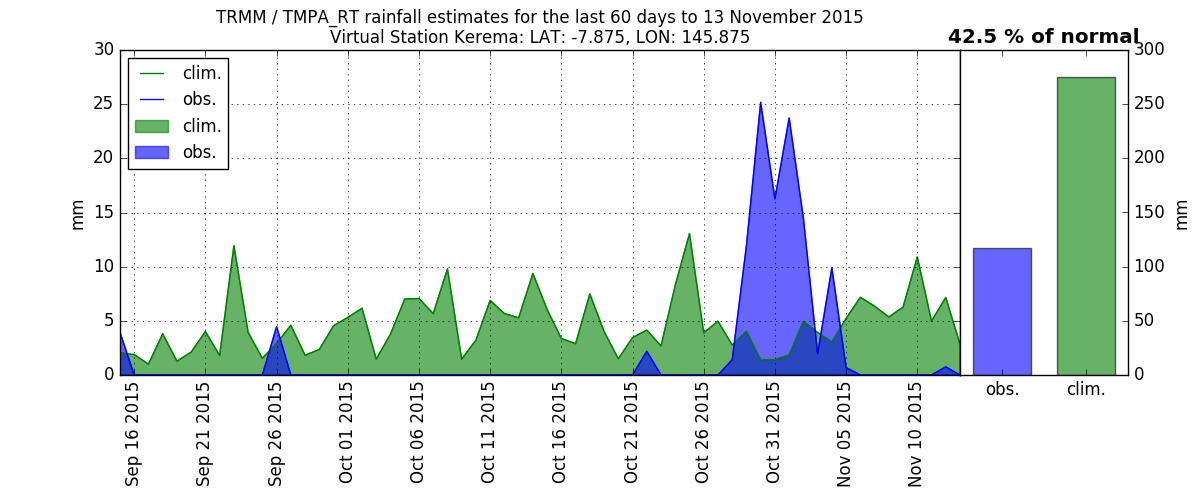 TRMM / TMPA_RT rainfall estimates for the last 60 days to 13 November 2015
Virtual Station Kerema: LAT: -7.875, LON: 145.875
42.5 % of normal
clim.
obs.
clim.
obs.
mm
30
25
20
15
10
5
0
Sep 16 2015
Sep 21 2015
Sep 26 2015
Oct 01 2015
Oct 06 2015
Oct 11 2015
Oct 16 2015
Oct 21 2015
Oct 26 2015
Oct 31 2015
Nov 05 2015
Nov 10 2015
obs.
clim.
300
250
200
150
100
50
0
mm